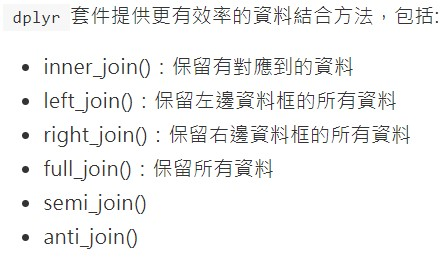 dplyr 套件提供更有效率的資料結合方法，包括:
• inner_join()：保留有對應到的資料
• left_join()：保留左邊資料框的所有資料
• right_join()：保留右邊資料框的所有資料
• full_join()：保留所有資料
• semi_join()
• anti_join()